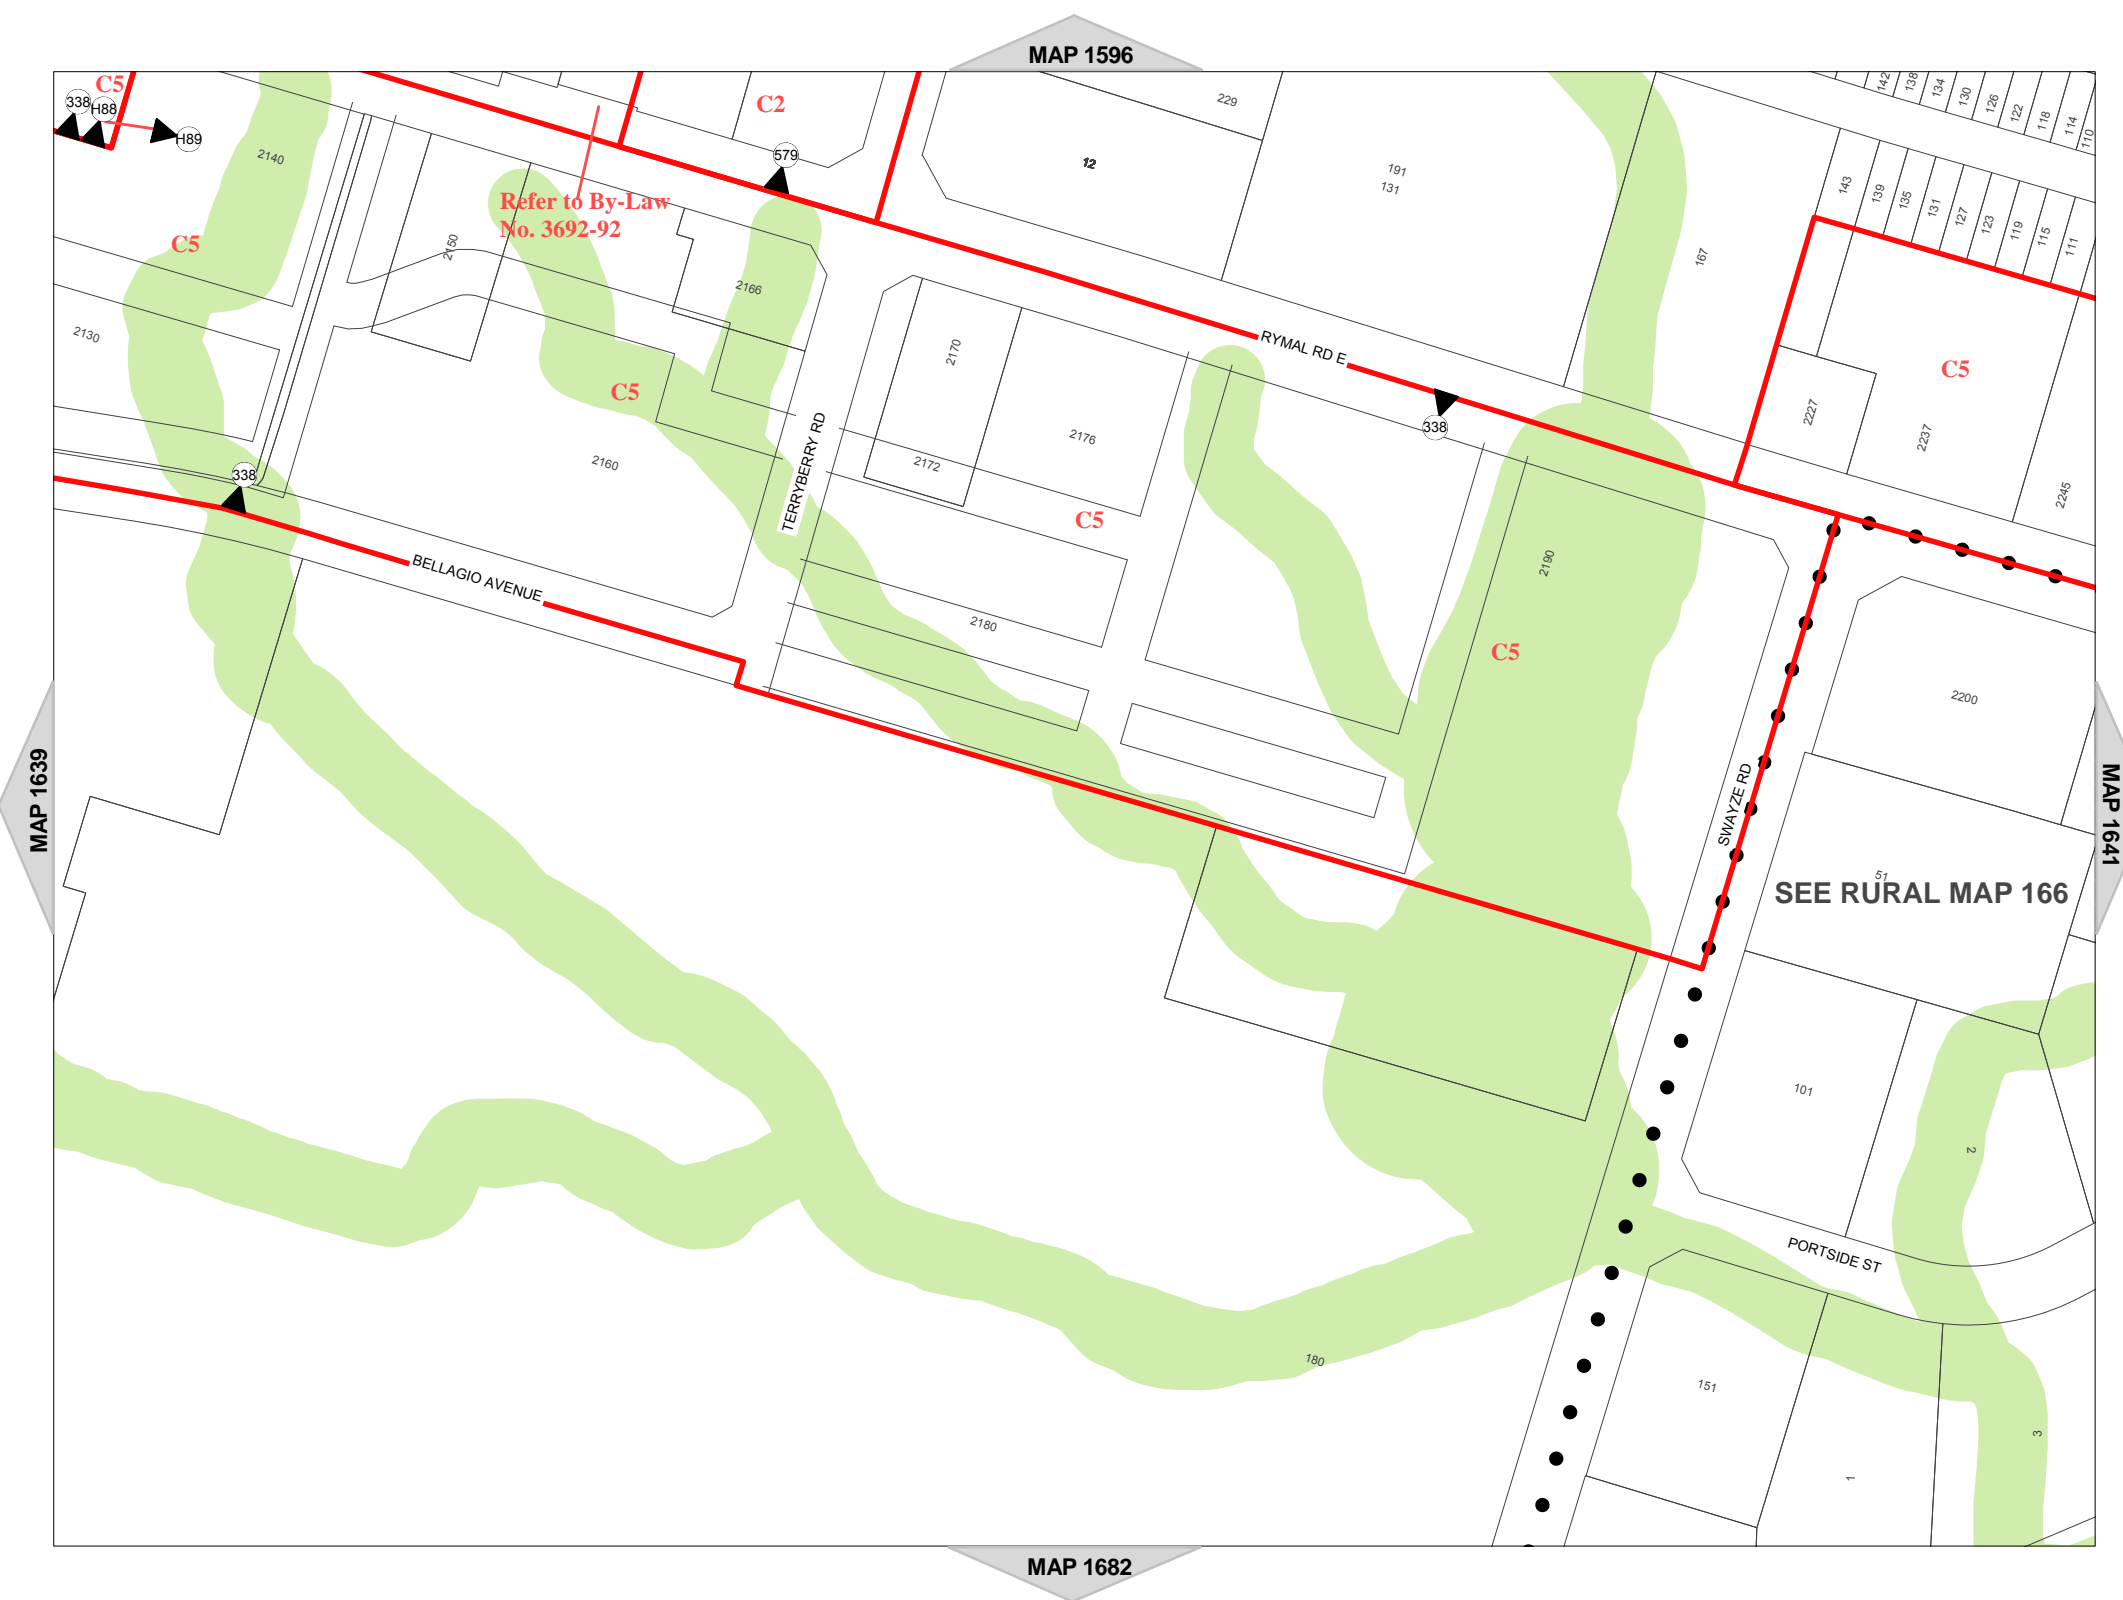 MAP 1596
C5
338
H88
H89
2140
C5
2130
338
C2
579
Refer to By-Law
No. 3692-92
2150
2166
C5
2160
TERRYBERRY RD
BELLAGIO AVENUE
229
12
191
131
RYMAL RD E
338
2170
2176
2172
C5
2180
2190
C5
167
142
138
134
130
126
122
118
114
110
143
139
135
131
127
123
119
115
111
C5
2227
2237
2245
2200
SWAYZE RD
51
SEE RURAL MAP 166
101
2
PORTSIDE ST
180
151
1
3
MAP 1639
MAP 1641
MAP 1682